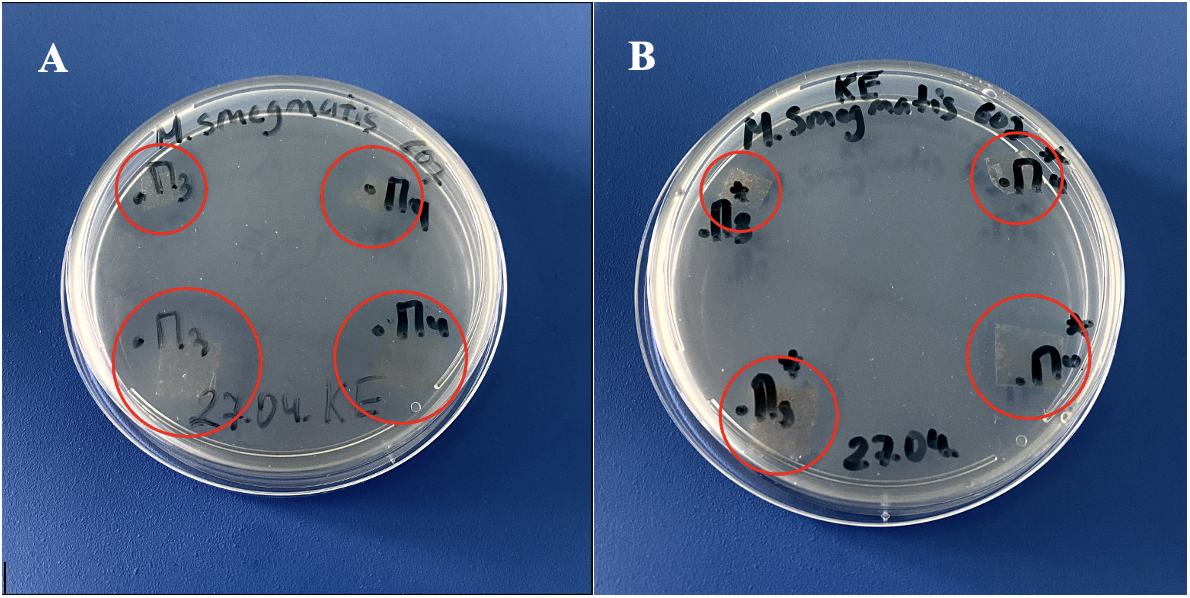 A
M. smegmatis
607
.П3
.П4
.П3
.П4
27.04. KE
B
KE
M. Smegmatis 607
+
.П3
.П4+
.П3+
.П4+
27.04.